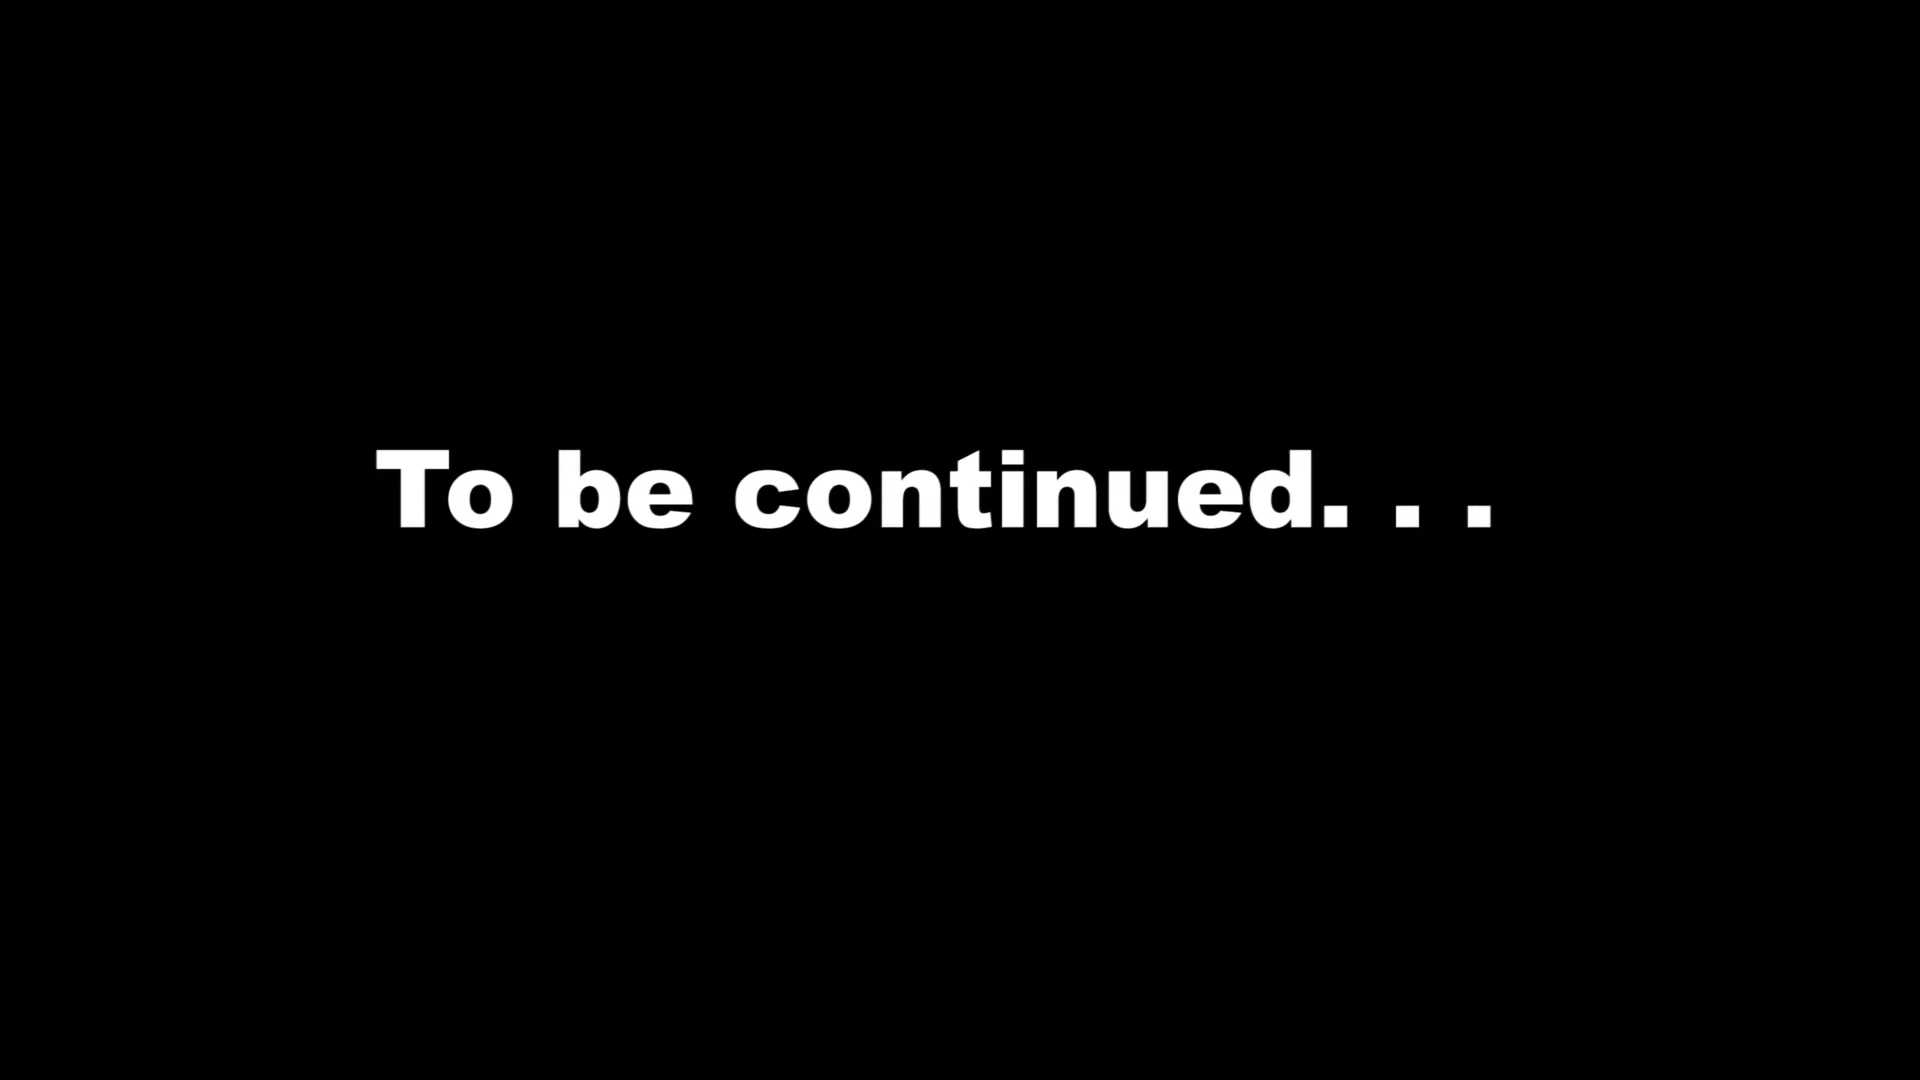 To be continued. . .